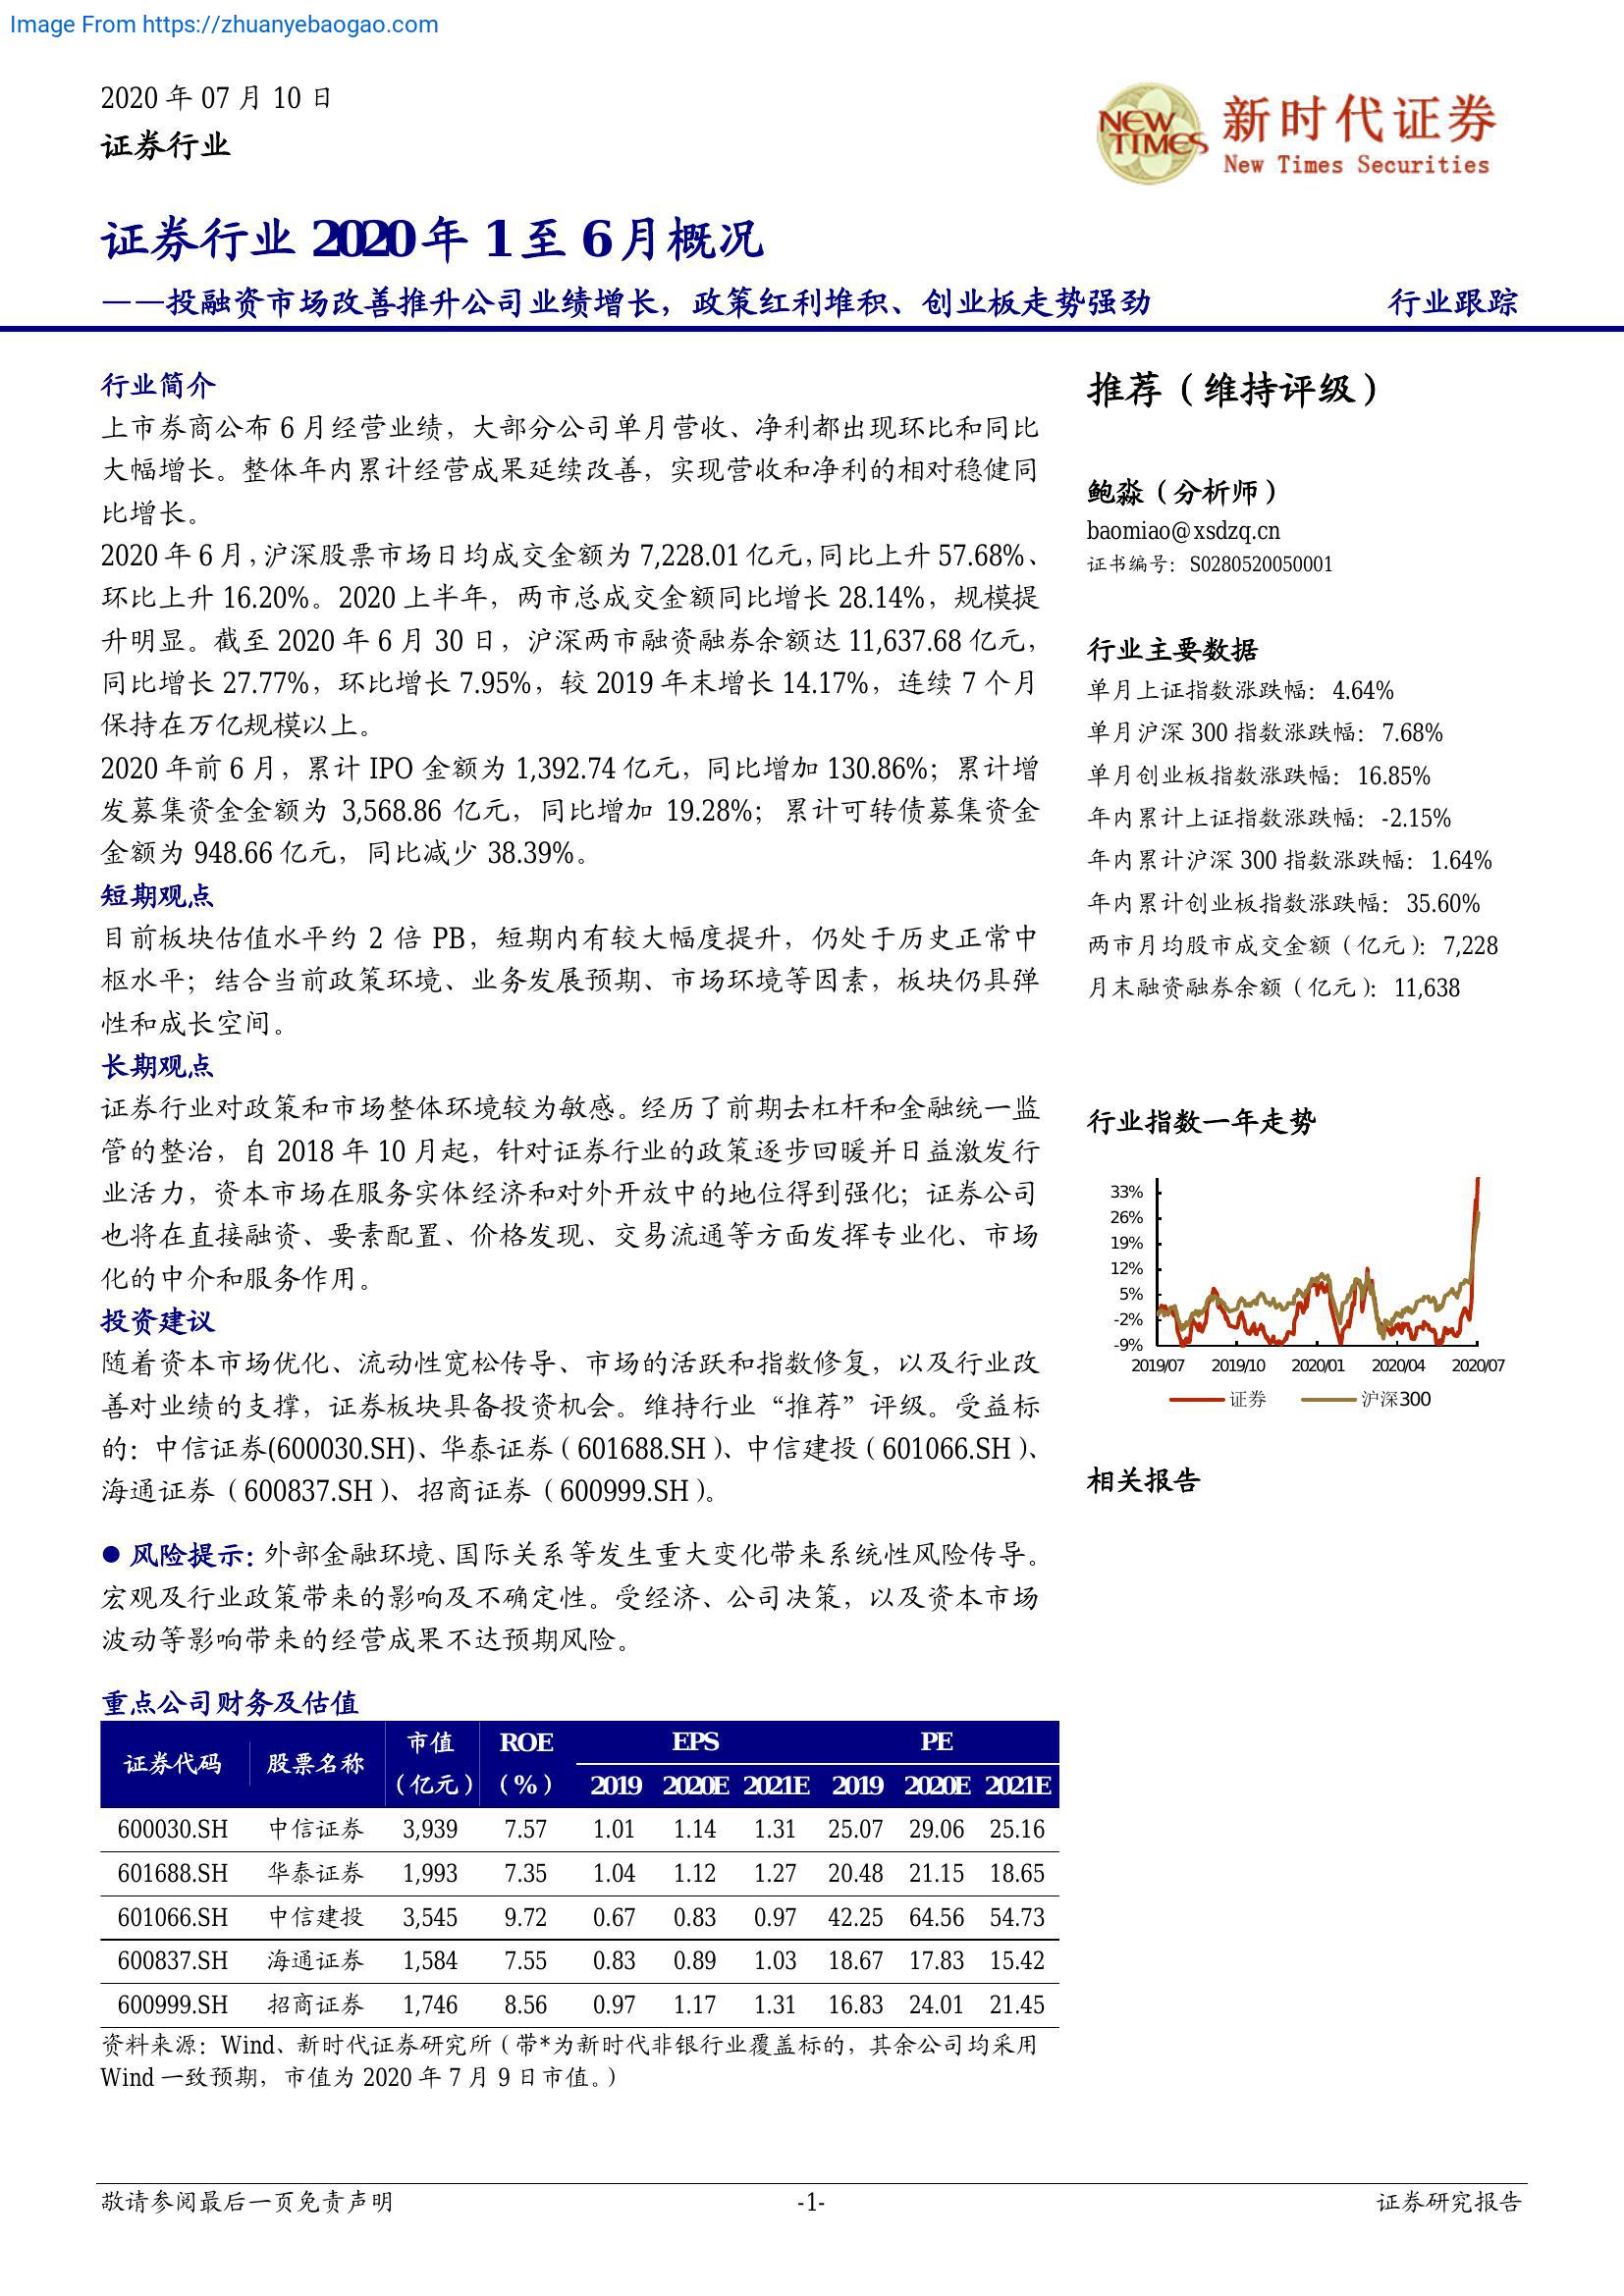 Image From https://zhuanyebaogao.com
2020 年 07 月 10 日
证券行业
NEW TIMES
新时代证券
New Times Securities
证券行业 2020 年 1 至 6 月概况
——投融资市场改善推升公司业绩增长，政策红利堆积、创业板走势强劲
行业跟踪
行业简介
上市券商公布 6 月经营业绩，大部分公司单月营收、净利都出现环比和同比
大幅增长。整体年内累计经营成果延续改善，实现营收和净利的相对稳健同
比增长。
2020 年 6 月，沪深股票市场日均成交金额为 7,228.01 亿元，同比上升 57.68%、
环比上升 16.20%。2020 上半年，两市总成交金额同比增长 28.14%，规模提
升明显。截至 2020 年 6 月 30 日，沪深两市融资融券余额达 11,637.68 亿元，
同比增长 27.77%，环比增长 7.95%，较 2019 年末增长 14.17%，连续 7 个月
保持在万亿规模以上。
2020 年前 6 月，累计 IPO 金额为 1,392.74 亿元，同比增加 130.86%；累计增
发募集资金金额为 3,568.86 亿元，同比增加 19.28%；累计可转债募集资金
金额为 948.66 亿元，同比减少 38.39%。
短期观点
目前板块估值水平约 2 倍 PB，短期内有较大幅度提升，仍处于历史正常中
枢水平；结合当前政策环境、业务发展预期、市场环境等因素，板块仍具弹
性和成长空间。
长期观点
证券行业对政策和市场整体环境较为敏感。经历了前期去杠杆和金融统一监
管的整治，自 2018 年 10 月起，针对证券行业的政策逐步回暖并日益激发行
业活力，资本市场在服务实体经济和对外开放中的地位得到强化；证券公司
也将在直接融资、要素配置、价格发现、交易流通等方面发挥专业化、市场
化的中介和服务作用。
投资建议
随着资本市场优化、流动性宽松传导、市场的活跃和指数修复，以及行业改
善对业绩的支撑，证券板块具备投资机会。维持行业“推荐”评级。受益标
的：中信证券(600030.SH)、华泰证券（601688.SH）、中信建投（601066.SH）、
海通证券（600837.SH）、招商证券（600999.SH）。
● 风险提示：外部金融环境、国际关系等发生重大变化带来系统性风险传导。
宏观及行业政策带来的影响及不确定性。受经济、公司决策，以及资本市场
波动等影响带来的经营成果不达预期风险。
重点公司财务及估值
证券代码 股票名称 市值（亿元） ROE（%） EPS PE
2019 2020E 2021E 2019 2020E 2021E
600030.SH 中信证券 3,939 7.57 1.01 1.14 1.31 25.07 29.06 25.16
601688.SH 华泰证券 1,993 7.35 1.04 1.12 1.27 20.48 21.15 18.65
601066.SH 中信建投 3,545 9.72 0.67 0.83 0.97 42.25 64.56 54.73
600837.SH 海通证券 1,584 7.55 0.83 0.89 1.03 18.67 17.83 15.42
600999.SH 招商证券 1,746 8.56 0.97 1.17 1.31 16.83 24.01 21.45
资料来源：Wind、新时代证券研究所（带*为新时代非银行业覆盖标的，其余公司均采用
Wind 一致预期，市值为 2020 年 7 月 9 日市值。）
推荐（维持评级）
鲍淼（分析师）
baomiao@xsdzq.cn
证书编号：S0280520050001
行业主要数据
单月上证指数涨跌幅：4.64%
单月沪深 300 指数涨跌幅：7.68%
单月创业板指数涨跌幅：16.85%
年内累计上证指数涨跌幅：-2.15%
年内累计沪深 300 指数涨跌幅：1.64%
年内累计创业板指数涨跌幅：35.60%
两市月均股市成交金额（亿元）：7,228
月末融资融券余额（亿元）：11,638
行业指数一年走势
33%
26%
19%
12%
5%
-2%
-9%
2019/07 2019/10 2020/01 2020/04 2020/07
证券 沪深300
相关报告
敬请参阅最后一页免责声明
-1-
证券研究报告